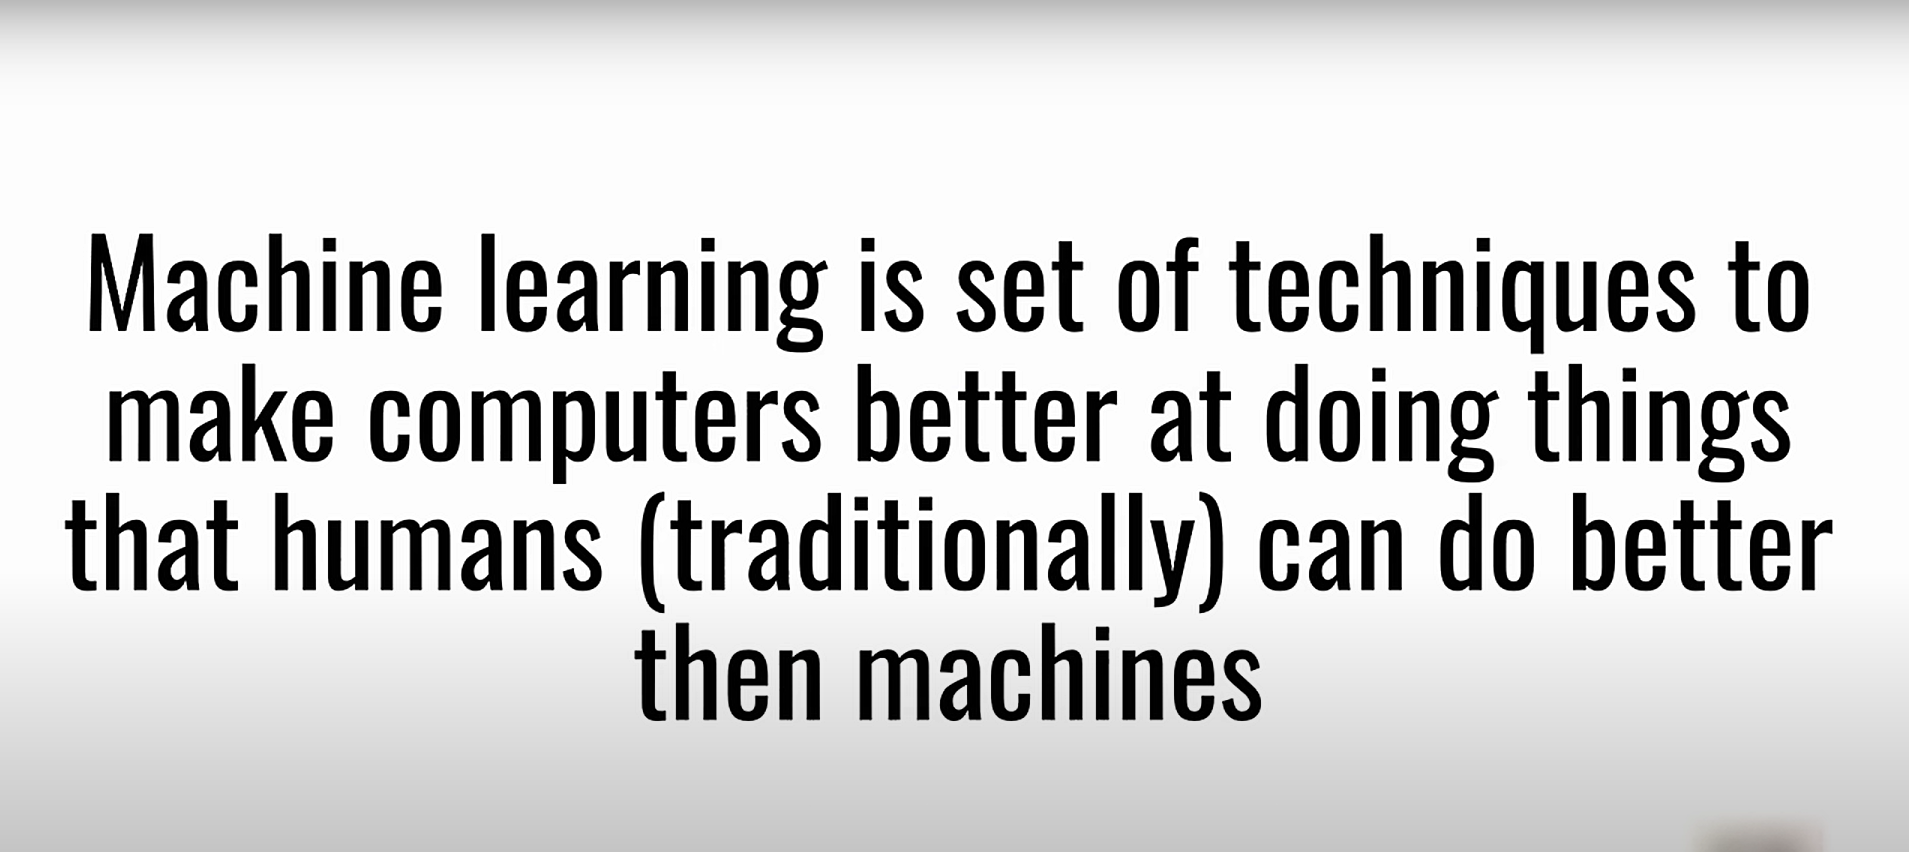 Machine learning is set of techniques to
make computers better at doing things
that humans (traditionally) can do better
then machines